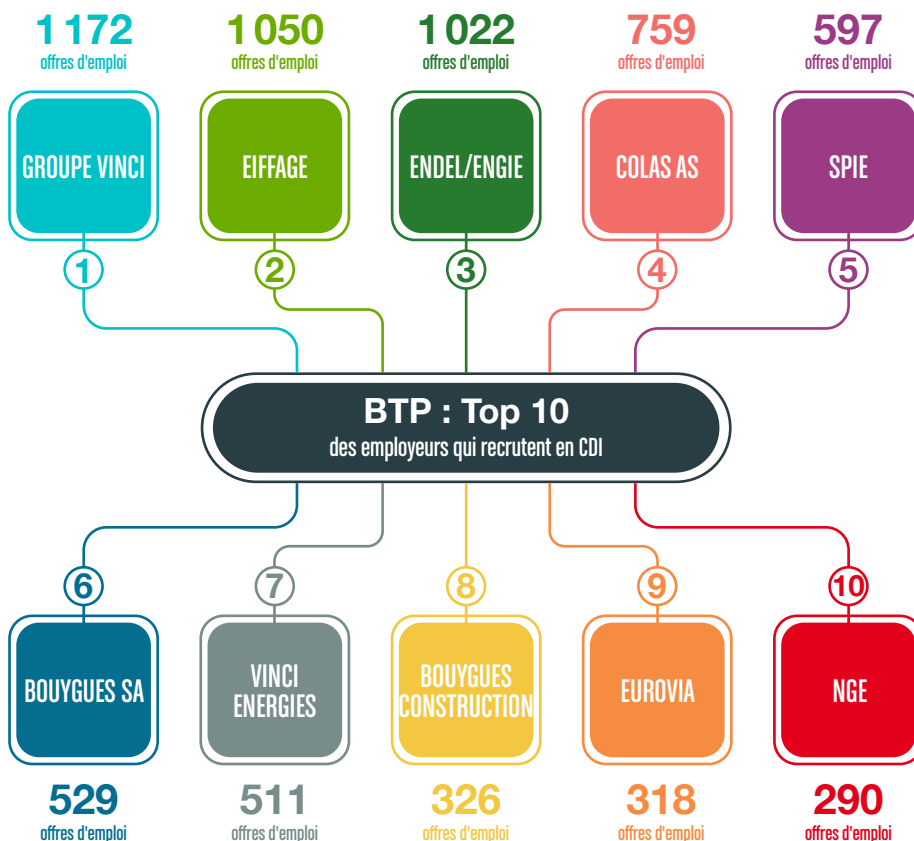 1 172
offres d'emploi
1 050
offres d'emploi
1 022
offres d'emploi
759
offres d'emploi
597
offres d'emploi
GROUPE VINCI
EIFFAGE
ENDEL/ENGIE
COLAS AS
SPIE
1
2
3
4
5
BTP : Top 10
des employeurs qui recrutent en CDI
6
7
8
9
10
BOUYGUES SA
VINCI
ENERGIES
BOUYGUES
CONSTRUCTION
EUROVIA
NGE
529
offres d'emploi
511
offres d'emploi
326
offres d'emploi
318
offres d'emploi
290
offres d'emploi